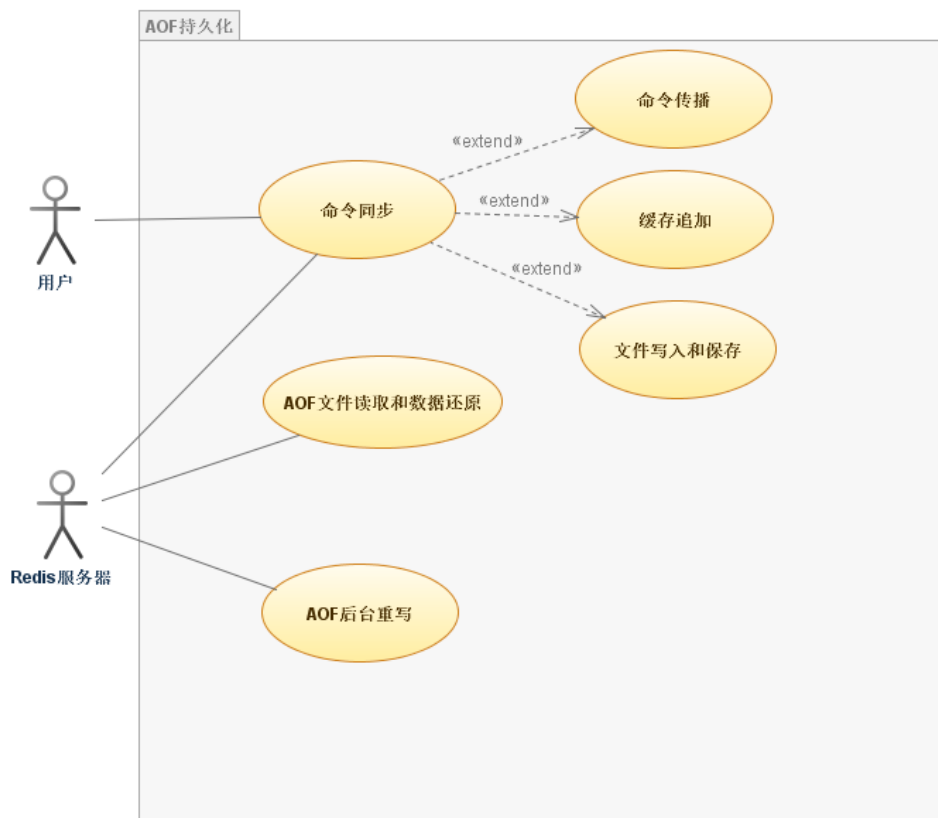 AOF持久化
命令传播
«extend»
命令同步
«extend»
缓存追加
«extend»
用户
文件写入和保存
AOF文件读取和数据还原
Redis服务器
AOF后台重写